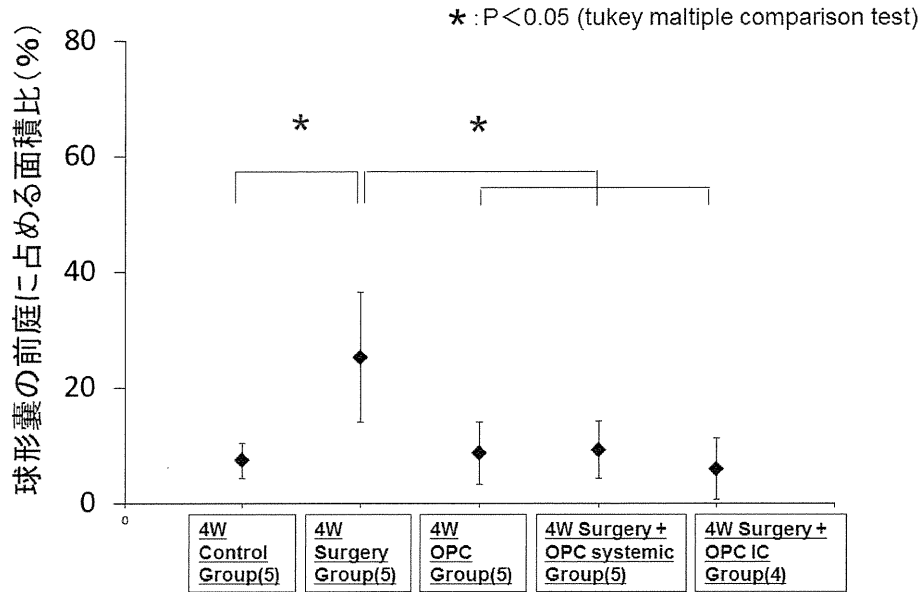 ★ : P＜0.05 (tukey maltiple comparison test)
球形嚢の前庭に占める面積比(%)
80
60
40
20
0
0
★
★
4W
Control
Group(5)
4W
Surgery
Group(5)
4W
OPC
Group(5)
4W Surgery +
OPC systemic
Group(5)
4W Surgery +
OPC IC
Group(4)